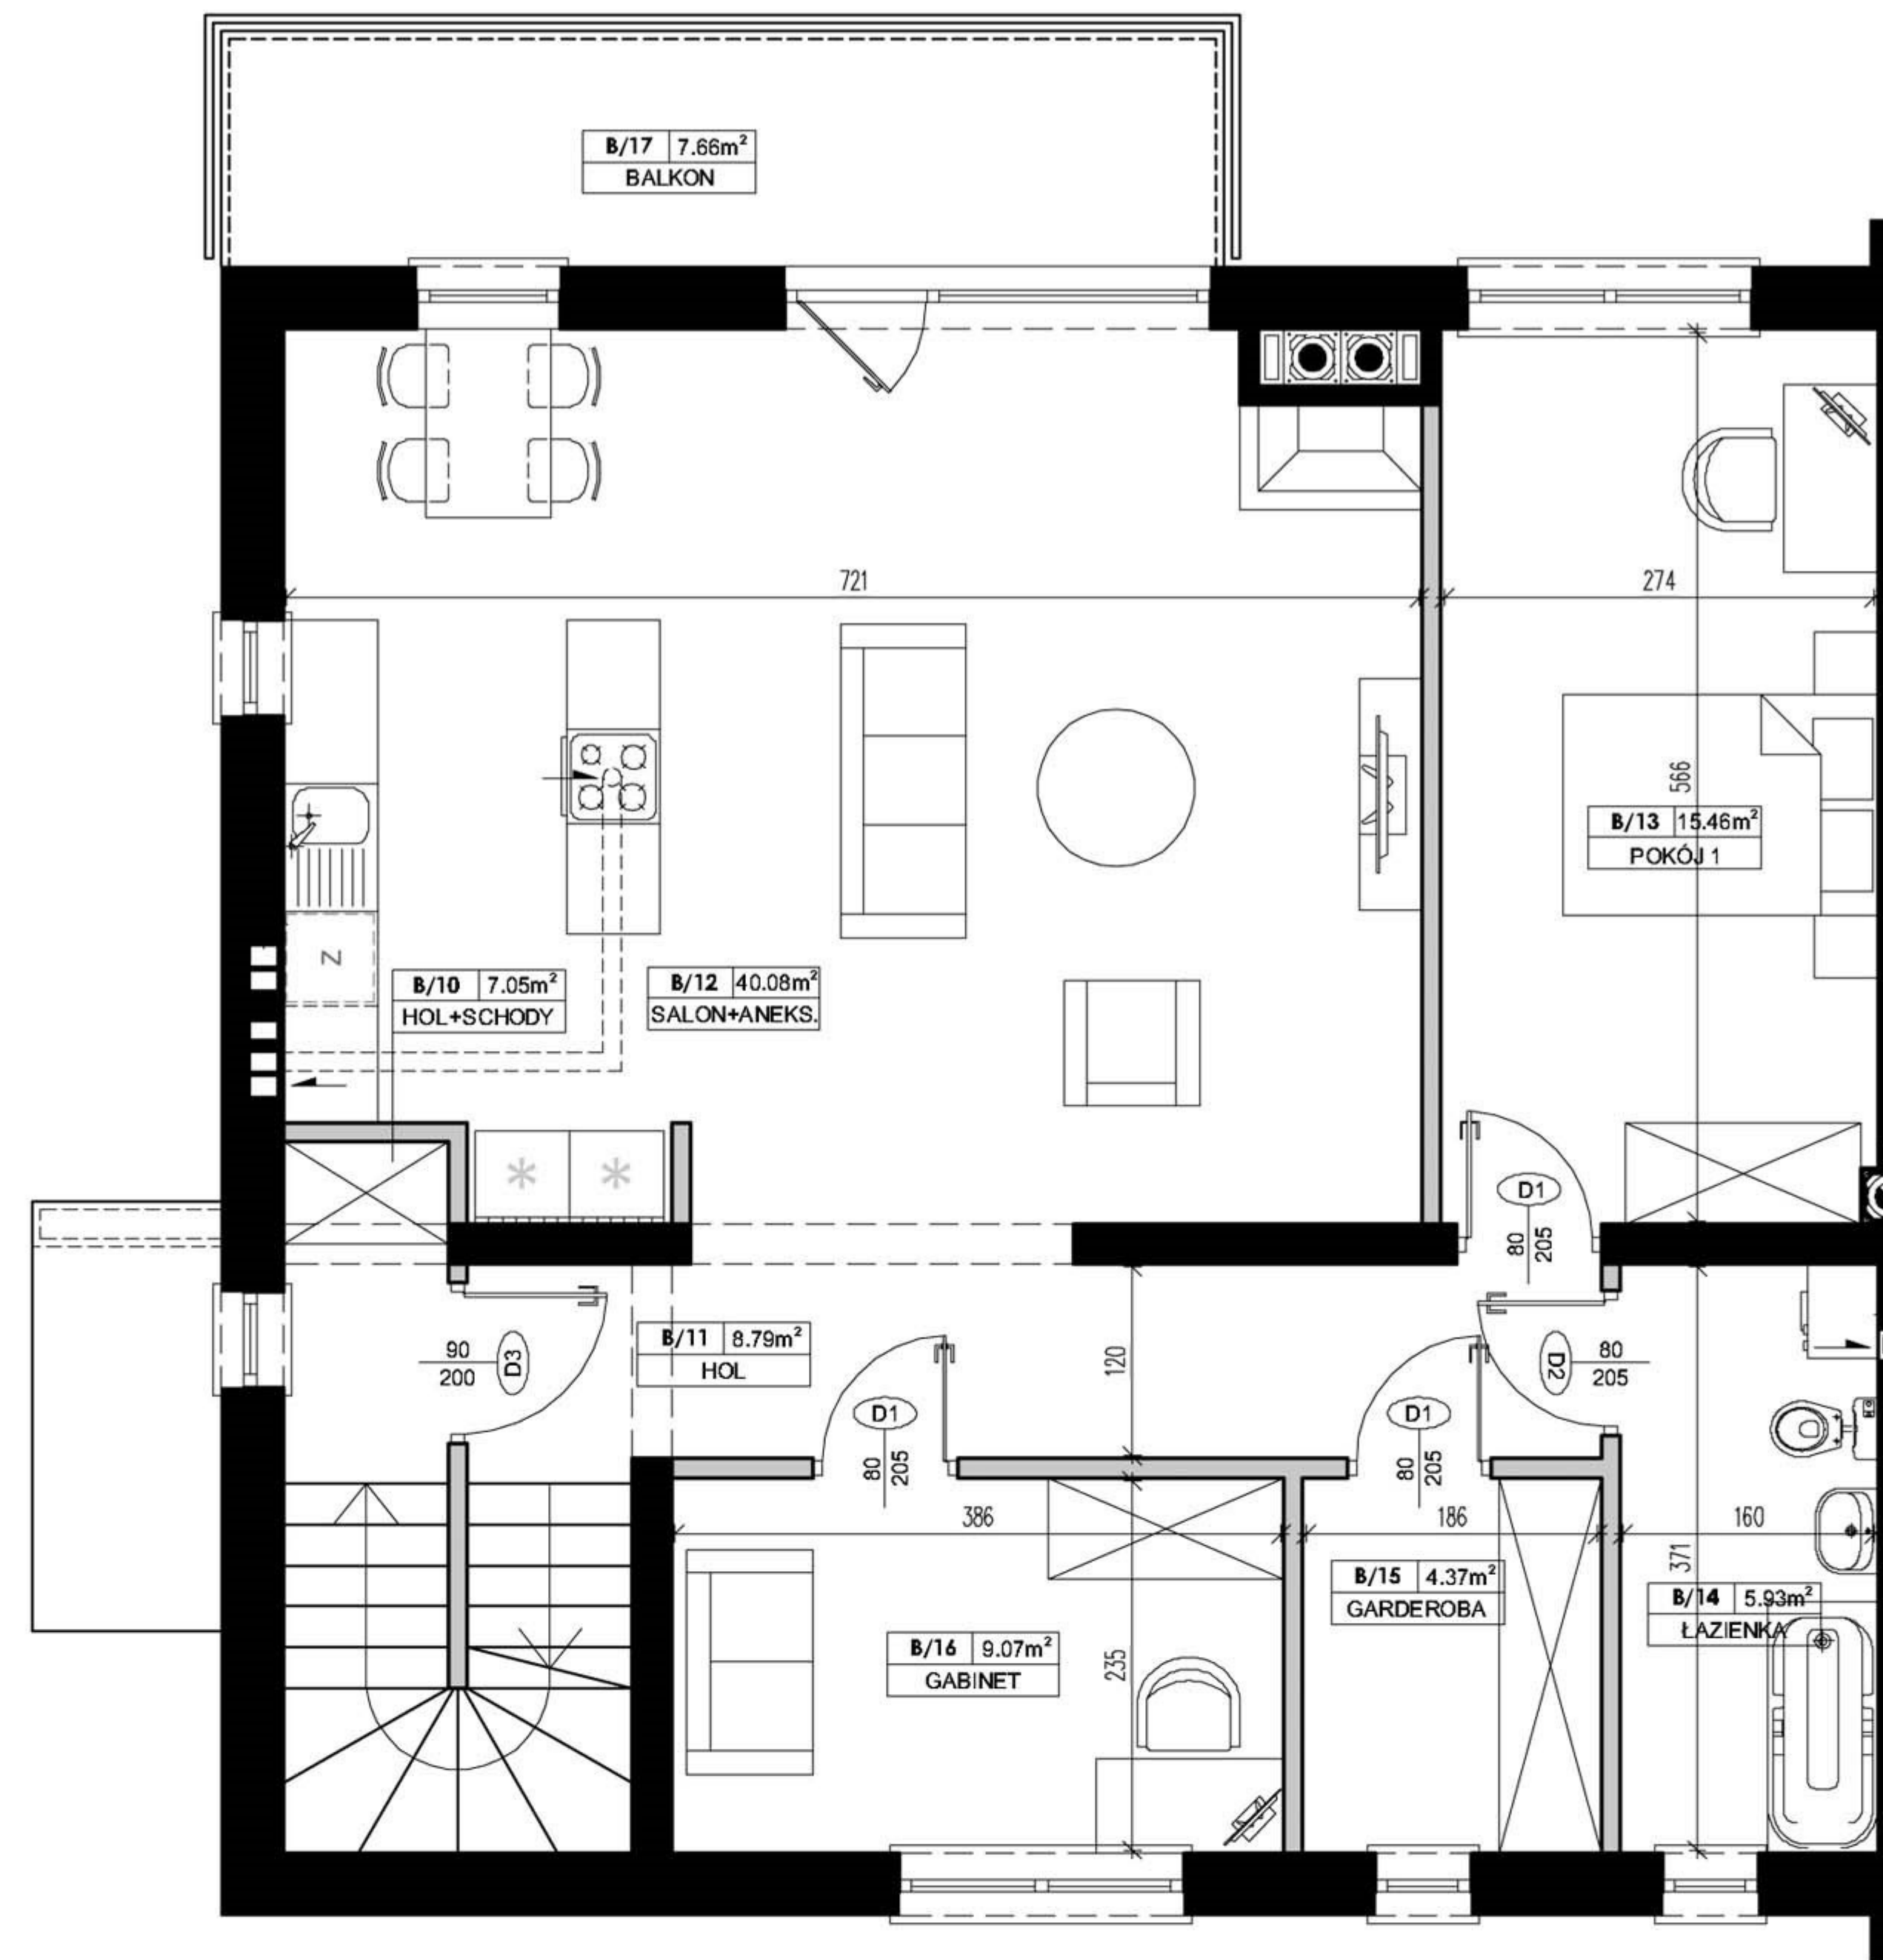 B/17 7.66m²
BALKON
721
274
566
B/13 15.46m²
POKÓJ 1
Z
B/10 7.05m²
HOL+SCHODY
B/12 40.08m²
SALON+ANEKS.
* *
D1
80
205
B/11 8.79m²
HOL
90
200
D3
120
D2
80
205
D1
80
205
D1
80
205
386
186
160
371
B/15 4.37m²
GARDEROBA
B/14 5.93m²
ŁAZIENKA
B/16 9.07m²
GABINET
235